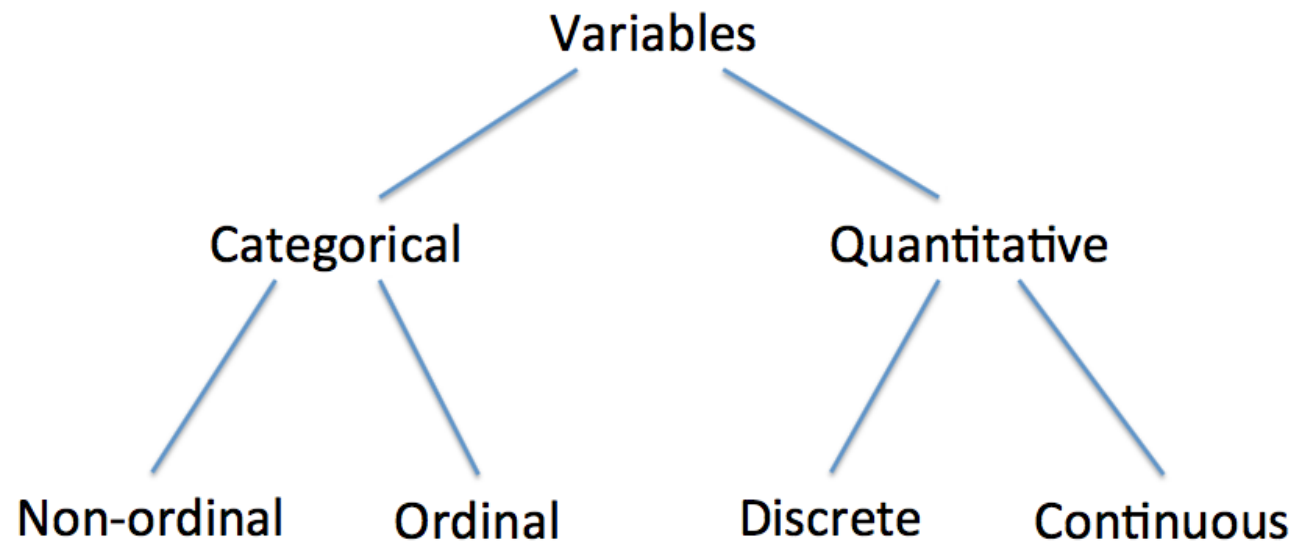 Variables
Categorical Quantitative
Non-ordinal Ordinal Discrete Continuous